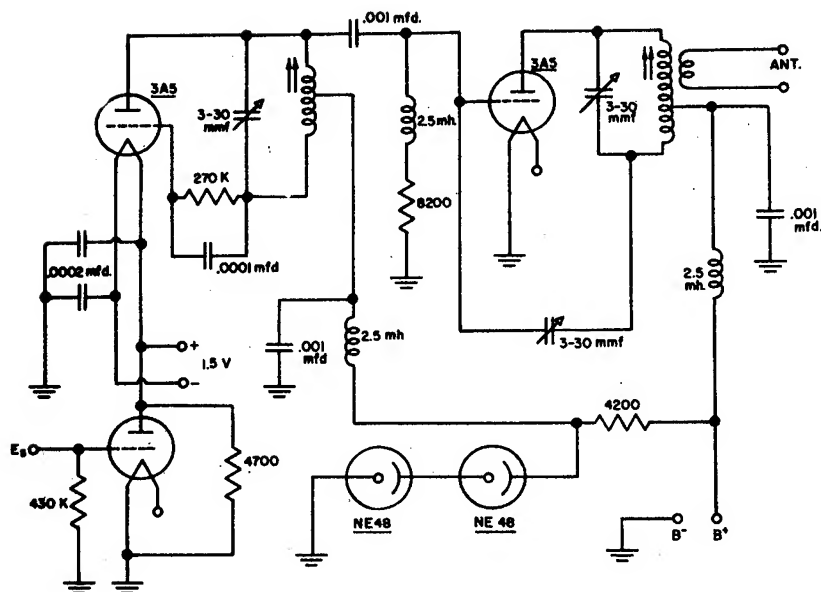 .001 mfd.
3A5
3A5
ANT.
3-30
mmf
2.5 mh.
3-30
mmf
270 K
8200
.0001 mfd
.001
mfd.
.0002 mfd.
2.5
mh.
+
1.5 V
-
.001
mfd
2.5 mh
3-30 mmf
4200
Es
4700
430 K
NE48
NE 48
B-
B+